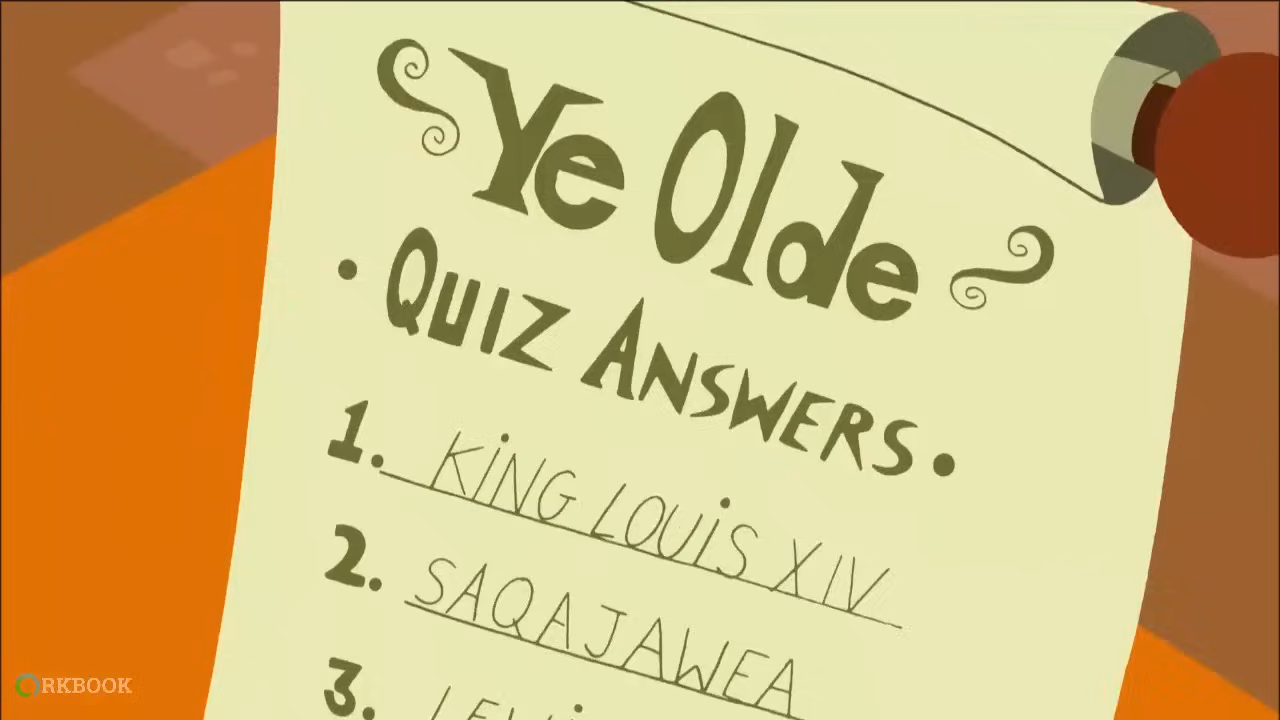 Ye Olde
• QUIZ ANSWERS •
1. KiNG LOUiS XIV
2. SAQAJAWEA
3.
RKBOOK